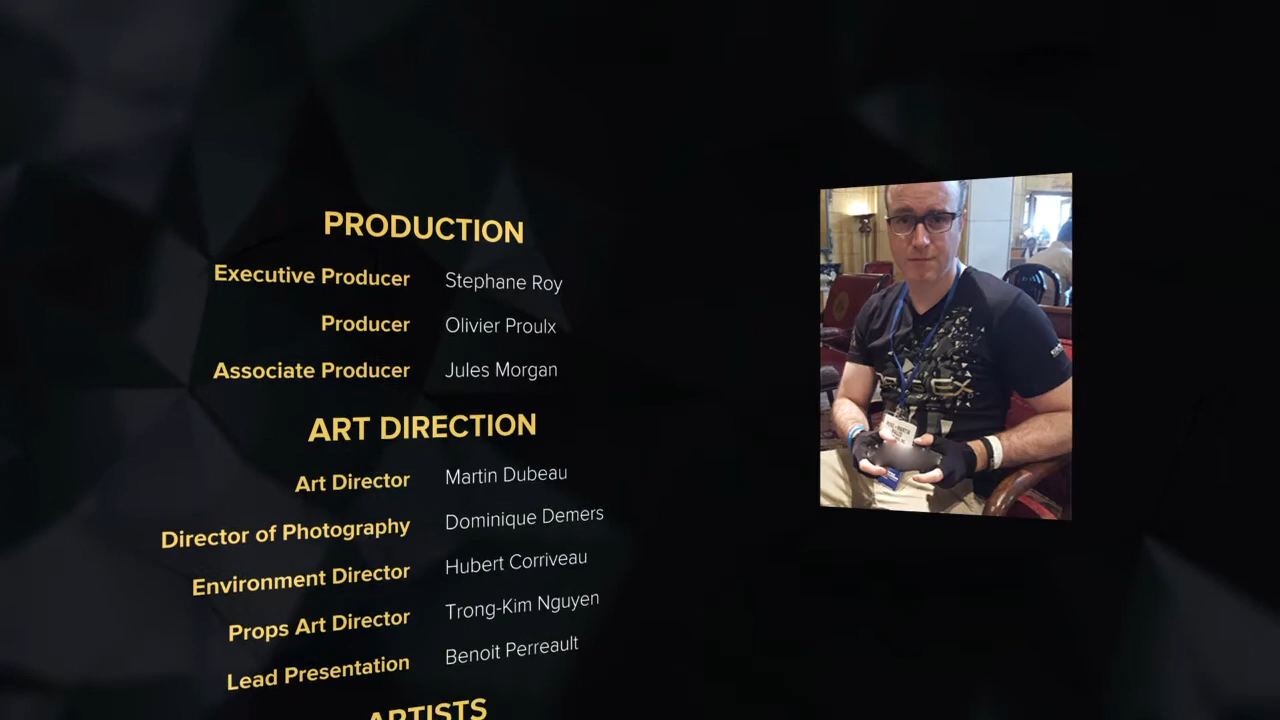 PRODUCTION
Executive Producer Stephane Roy
Producer Olivier Proulx
Associate Producer Jules Morgan
ART DIRECTION
Art Director Martin Dubeau
Director of Photography Dominique Demers
Environment Director Hubert Corriveau
Props Art Director Trong-Kim Nguyen
Lead Presentation Benoit Perreault
ARTISTS